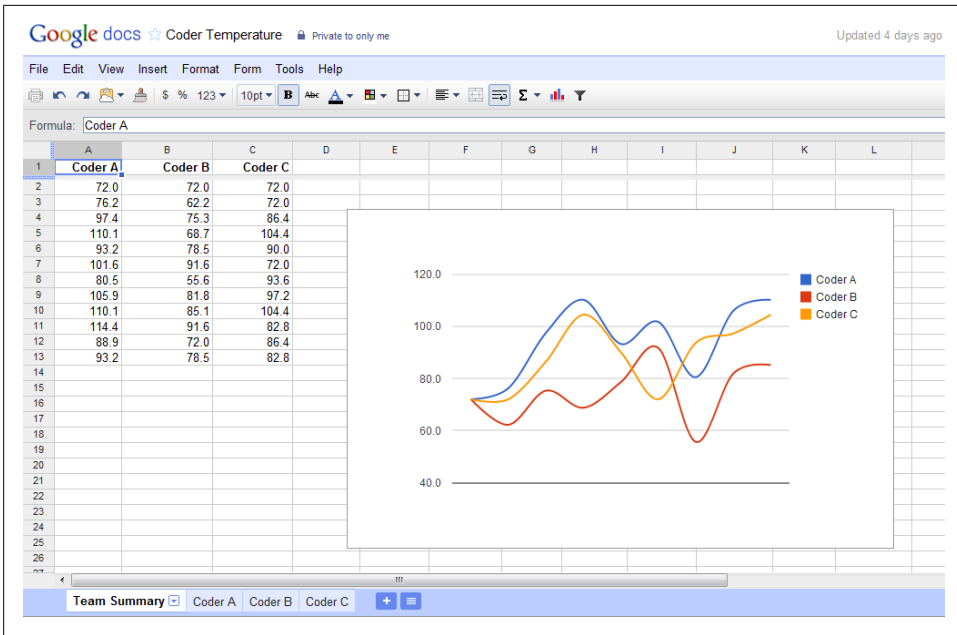 Google docs Coder Temperature Private to only me Updated 4 days ago
File Edit View Insert Format Form Tools Help
$ % 123 10pt B Abc A Σ
Formula: Coder A
A B C D E F G H I J K L
1 Coder A Coder B Coder C
2 72.0 72.0 72.0
3 76.2 62.2 72.0
4 97.4 75.3 86.4
5 110.1 68.7 104.4
6 93.2 78.5 90.0
7 101.6 91.6 72.0
8 80.5 55.6 93.6
9 105.9 81.8 97.2
10 110.1 85.1 104.4
11 114.4 91.6 82.8
12 88.9 72.0 86.4
13 93.2 78.5 82.8
14
15
16
17
18
19
20
21
22
23
24
25
26
27
120.0
100.0
80.0
60.0
40.0
Coder A
Coder B
Coder C
Team Summary Coder A Coder B Coder C